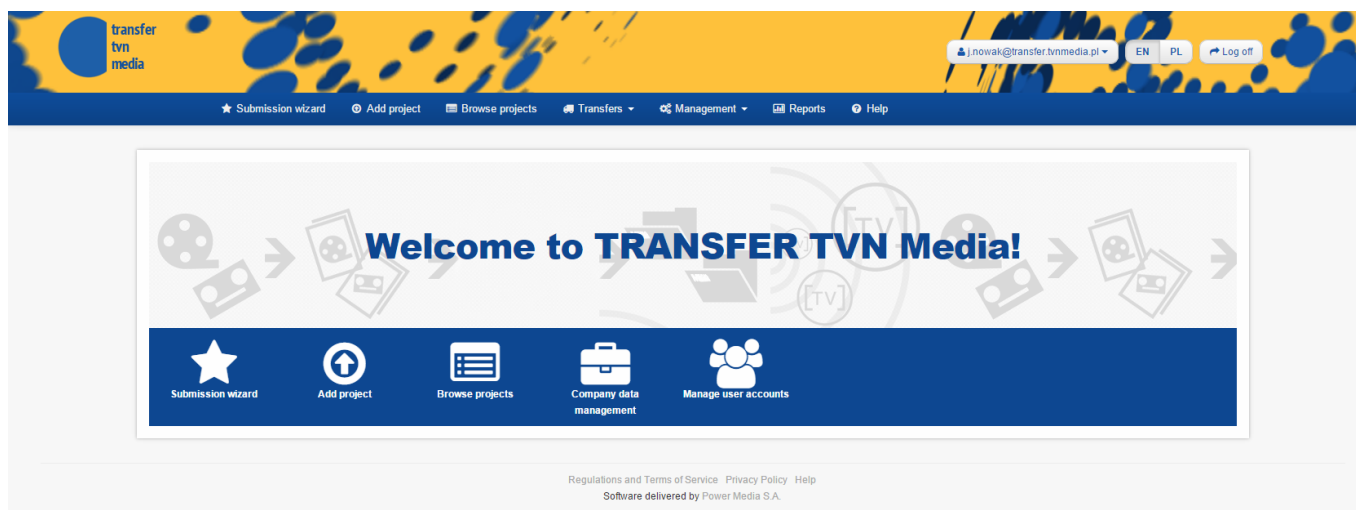 transfer
tvn
media
j.nowak@transfer.tvnmedia.pl
EN PL
Log off
Submission wizard Add project Browse projects Transfers Management Reports Help
Welcome to TRANSFER TVN Media!
[TV]
[TV]
Submission wizard Add project Browse projects Company data management Manage user accounts
Regulations and Terms of Service Privacy Policy Help
Software delivered by Power Media S.A.